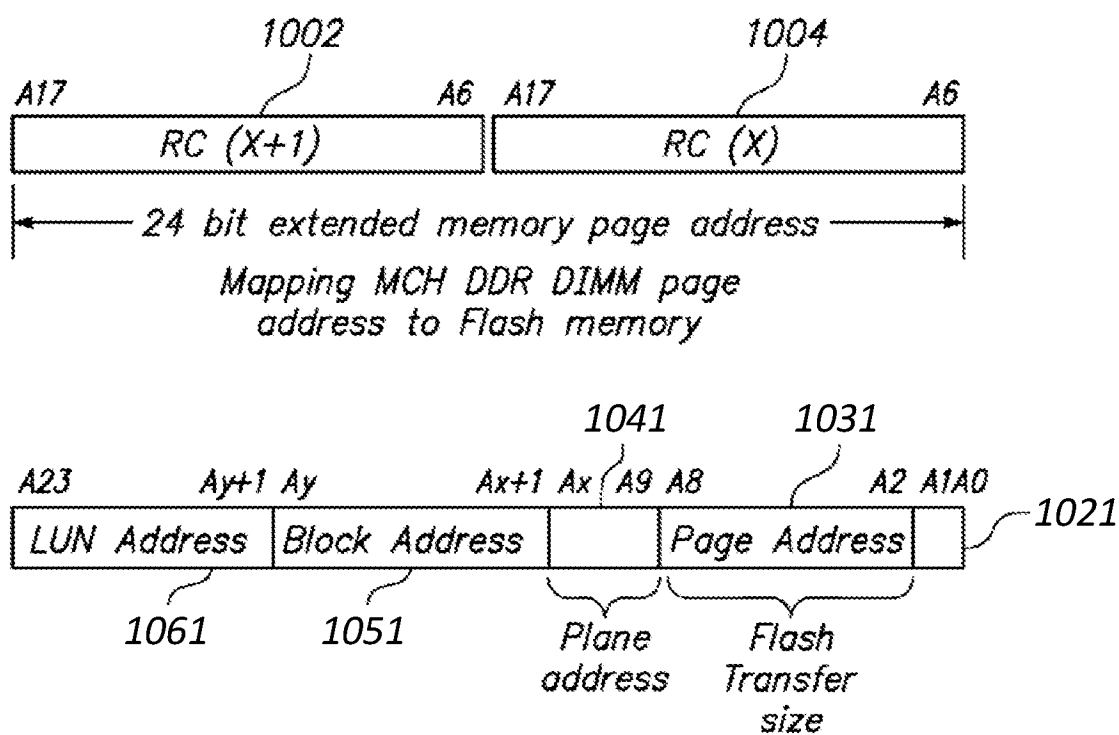 1002 1004
A17 A6 A17 A6
RC (X+1) RC (X)
24 bit extended memory page address
Mapping MCH DDR DIMM page
address to Flash memory
1041 1031
A23 Ay+1 Ay Ax+1 Ax A9 A8 A2 A1A0
LUN Address Block Address Page Address 1021
1061 1051 Plane Flash
address Transfer
size